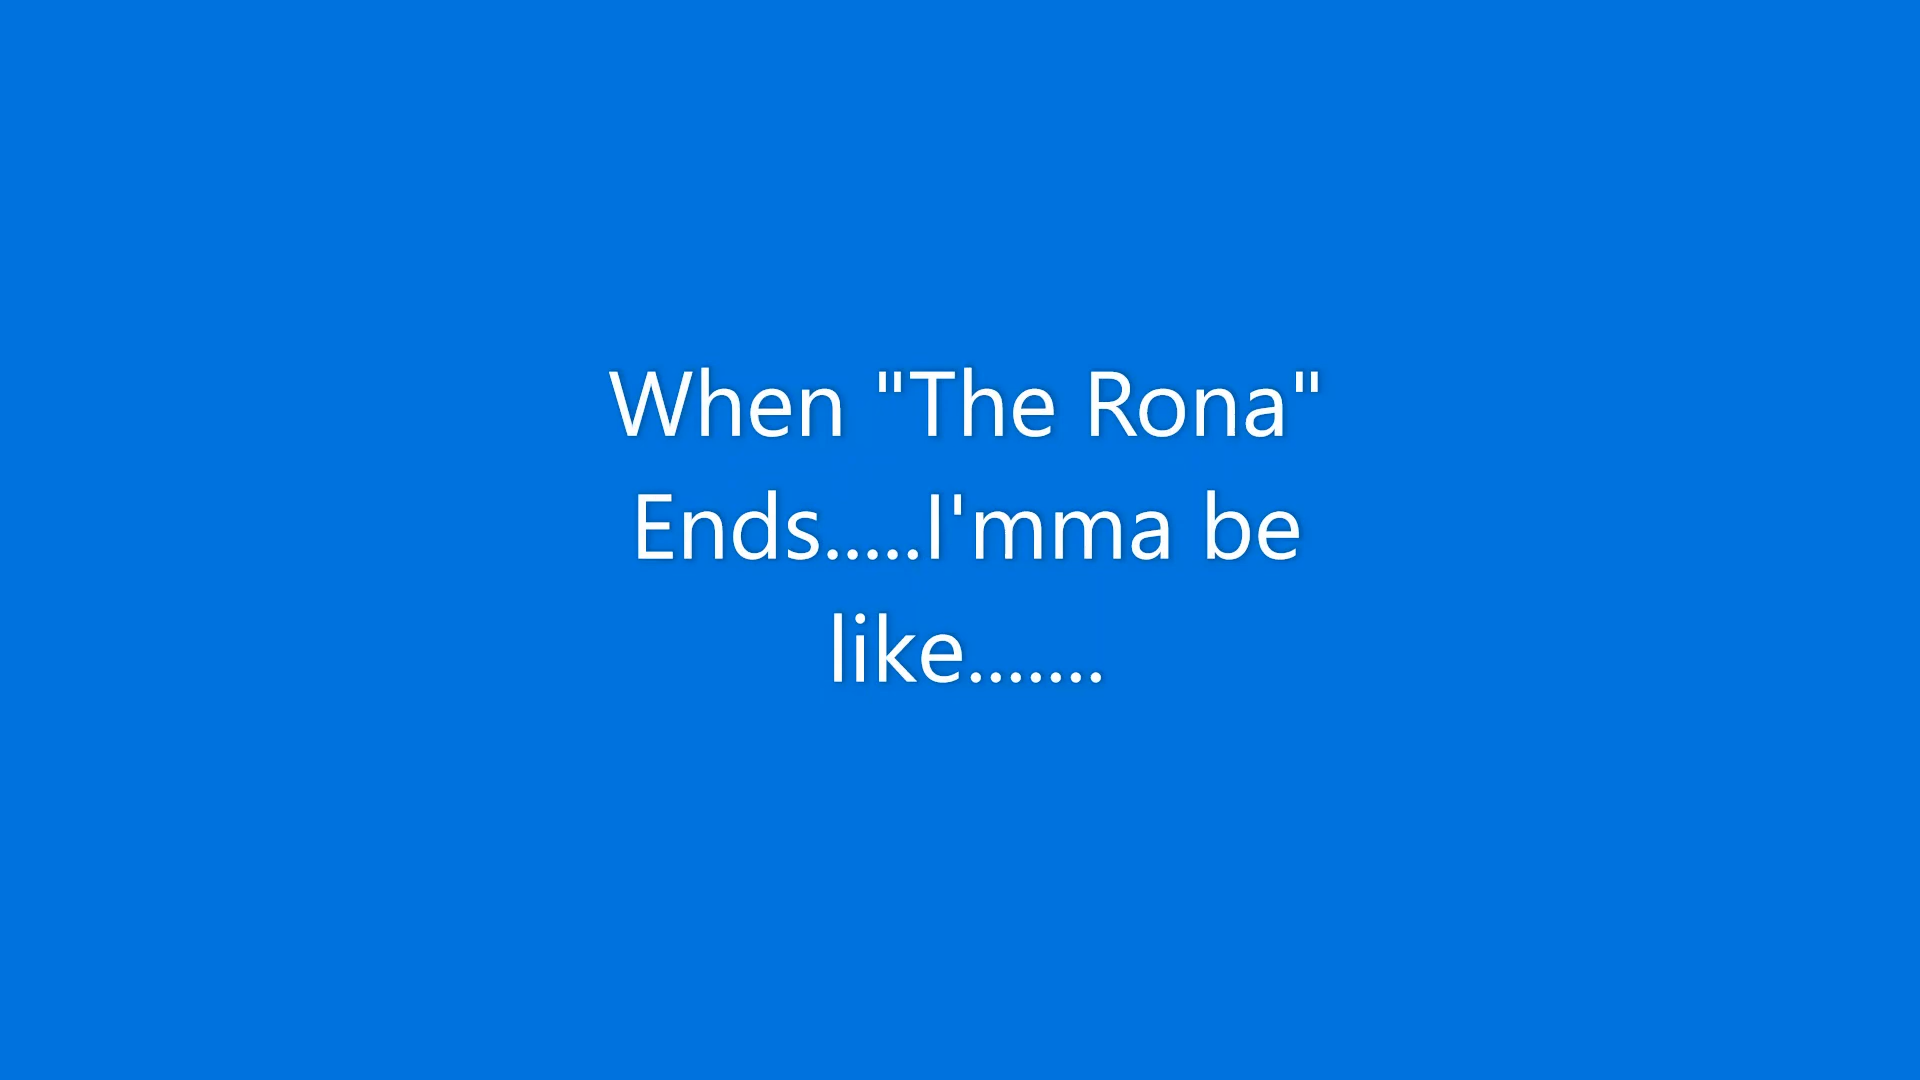 When "The Rona"
Ends.....I'mma be
like.......